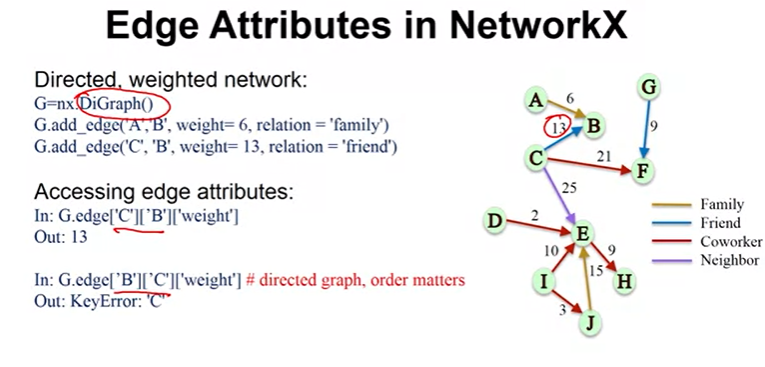 Edge Attributes in NetworkX
Directed, weighted network:
G=nx.DiGraph()
G.add_edge('A','B', weight= 6, relation = 'family')
G.add_edge('C', 'B', weight= 13, relation = 'friend')
Accessing edge attributes:
In: G.edge['C']['B']['weight']
Out: 13
In: G.edge['B']['C']['weight'] # directed graph, order matters
Out: KeyError: 'C'
G
A 6
13 B 9
C 21 F
25
D 2 E
10 9
I 15 H
3 J
Family
Friend
Coworker
Neighbor